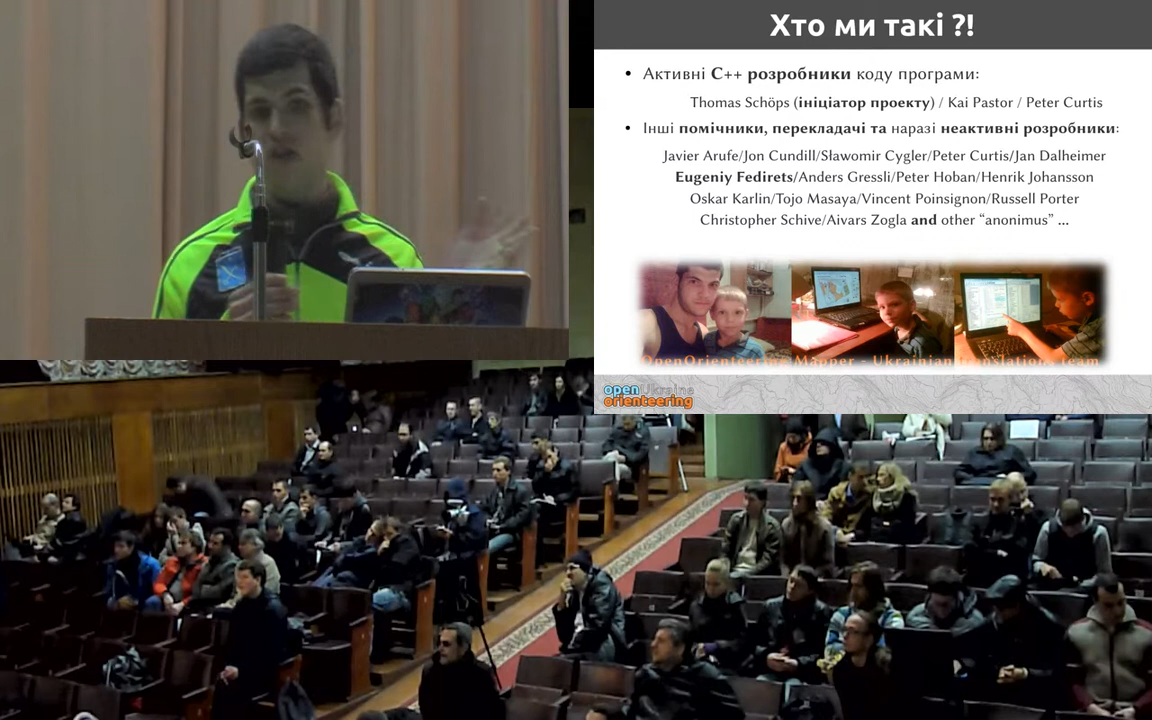 Хто ми такі ?!
• Активні C++ розробники коду програми:
Thomas Schöps (ініціатор проекту) / Kai Pastor / Peter Curtis
• Інші помічники, перекладачі та наразі неактивні розробники:
Javier Arufe/Jon Cundill/Sławomir Cygler/Peter Curtis/Jan Dalheimer
Eugeniy Fedirets/Anders Gressli/Peter Hoban/Henrik Johansson
Oskar Karlin/Tojo Masaya/Vincent Poinsignon/Russell Porter
Christopher Schive/Aivars Zogla and other “anonimus” ...
OpenOrienteering Mapper - Ukrainian translation team
open Ukraine
orienteering